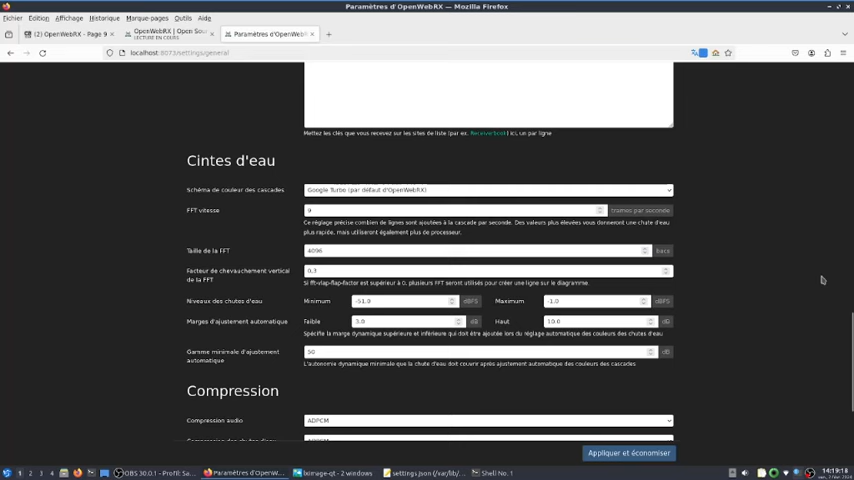 Paramètres d'OpenWebRX — Mozilla Firefox
Fichier Edition Affichage Historique Marque-pages Outils Aide
(2) OpenWebRX - Page 9
OpenWebRX | Open Sou
LECTURE EN COURS
Paramètres d'OpenWebR
localhost:8073/settings/general
Mettez les clés que vous recevez sur les sites de liste (par ex. Receiverbook) ici, un par ligne
Cintes d'eau
Schéma de couleur des cascades
Google Turbo (par défaut d'OpenWebRX)
FFT vitesse
9
trames par seconde
Ce réglage précise combien de lignes sont ajoutées à la cascade par seconde. Des valeurs plus élevées vous donneront une chute d'eau
plus rapide, mais utiliseront également plus de processeur.
Taille de la FFT
4096
bacs
Facteur de chevauchement vertical
de la FFT
0,3
Si fft-vlap-flap-factor est supérieur à 0, plusieurs FFT seront utilisés pour créer une ligne sur le diagramme.
Niveaux des chutes d'eau
Minimum
-51.0
dBFS
Maximum
-1.0
dBFS
Marges d'ajustement automatique
Faible
3.0
dB
Haut
10.0
dB
Spécifie la marge dynamique supérieure et inférieure qui doit être ajoutée lors du réglage automatique des couleurs des chutes d'eau
Gamme minimale d'ajustement
automatique
50
dB
L'autonomie dynamique minimale que la chute d'eau doit couvrir après ajustement automatique des couleurs des cascades
Compression
Compression audio
ADPCM
Appliquer et économiser
1 2 3 4
OBS 30.0.1 - Profil: Sa...
Paramètres d'OpenW...
lximage-qt - 2 windows
settings.json (/var/lib/...
Shell No. 1
14:19:18